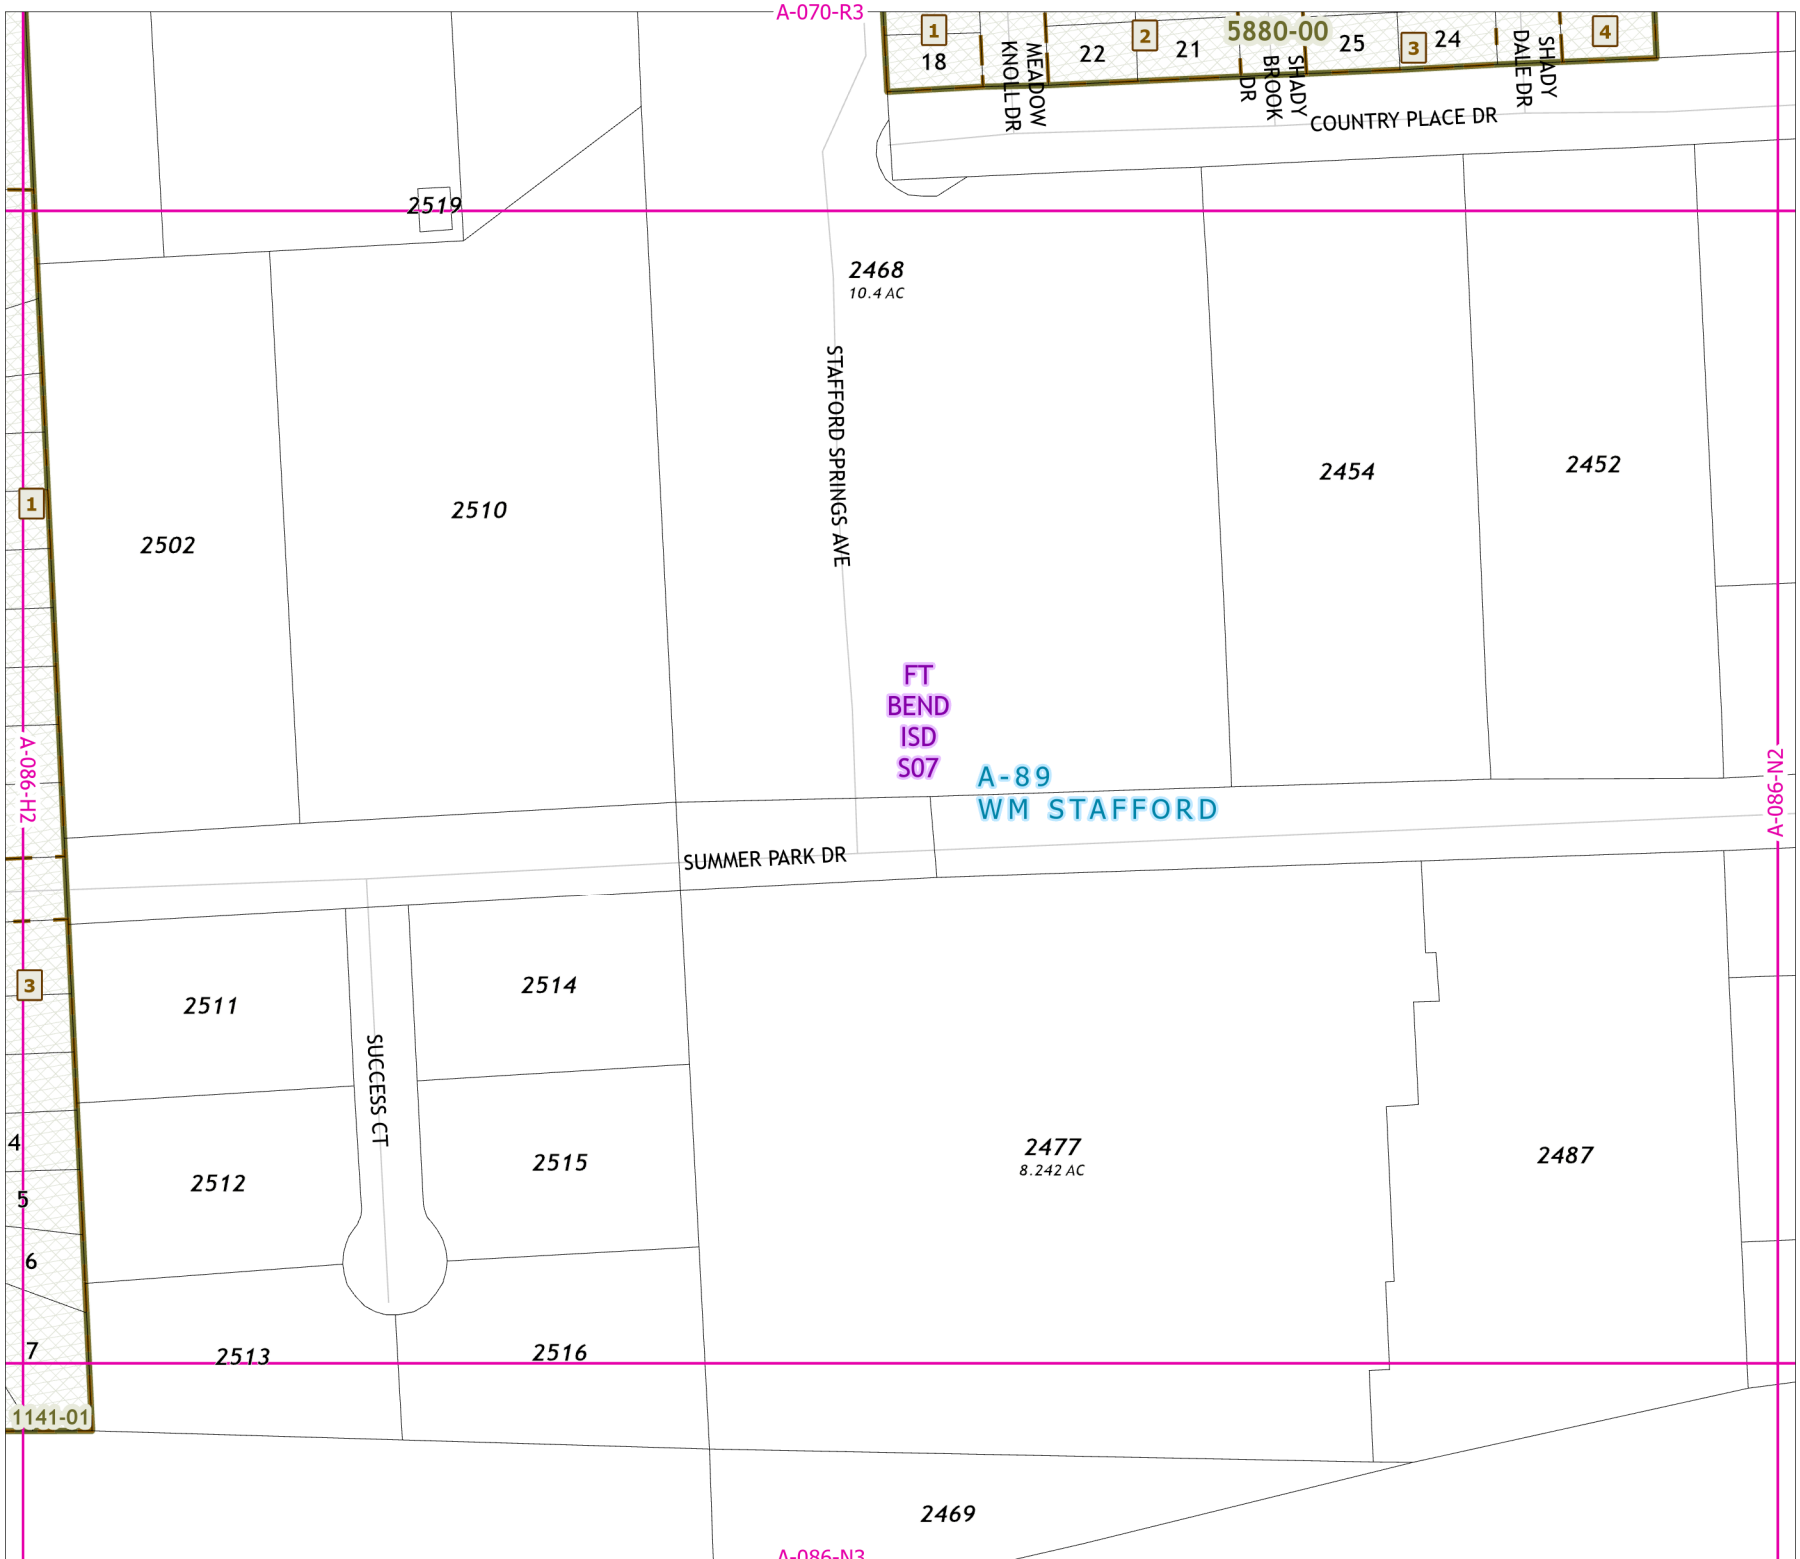 A-070-R3
1
18
MEADOW
KNOLL DR
22
2
21
5880-00
SHADY
BROOK
DR
25
3
24
SHADY
DALE DR
4
COUNTRY PLACE DR
2519
2468
10.4 AC
STAFFORD SPRINGS AVE
2454
2452
1
2502
2510
FT
BEND
ISD
S07
A-89
WM STAFFORD
A-086-H2
A-086-N2
SUMMER PARK DR
3
2511
2514
SUCCESS CT
4
5
6
7
2512
2515
2477
8.242 AC
2487
2513
2516
1141-01
2469
A-086-N3